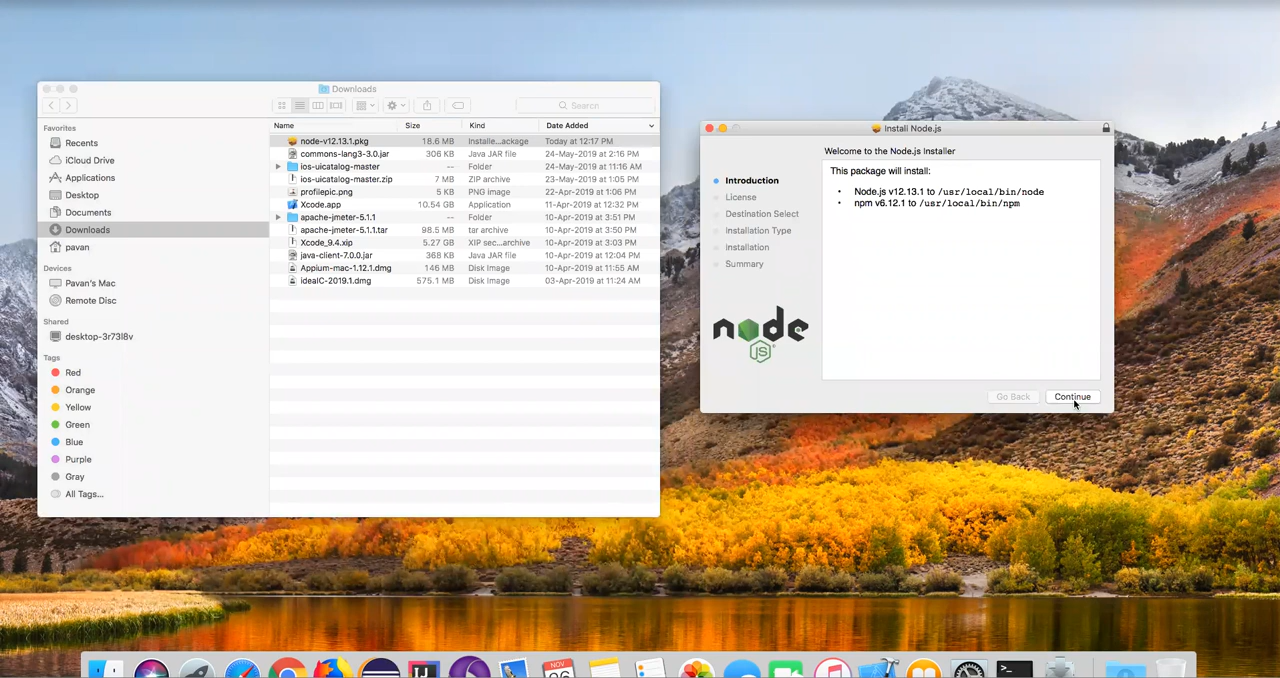 Downloads
Search
Favorites
Recents
iCloud Drive
Applications
Desktop
Documents
Downloads
pavan
Devices
Pavan's Mac
Remote Disc
Shared
desktop-3r73l8v
Tags
Red
Orange
Yellow
Green
Blue
Purple
Gray
All Tags...
Name Size Kind Date Added
node-v12.13.1.pkg 18.6 MB Installe...ackage Today at 12:17 PM
commons-lang3-3.0.jar 306 KB Java JAR file 24-May-2019 at 2:16 PM
ios-uicatalog-master -- Folder 24-May-2019 at 11:16 AM
ios-uicatalog-master.zip 7 MB ZIP archive 23-May-2019 at 1:05 PM
profilepic.png 5 KB PNG image 22-Apr-2019 at 1:06 PM
Xcode.app 10.54 GB Application 11-Apr-2019 at 12:32 PM
apache-jmeter-5.1.1 -- Folder 10-Apr-2019 at 3:51 PM
apache-jmeter-5.1.1.tar 98.5 MB tar archive 10-Apr-2019 at 3:50 PM
Xcode_9.4.xip 5.27 GB XIP sec...archive 10-Apr-2019 at 3:03 PM
java-client-7.0.0.jar 368 KB Java JAR file 10-Apr-2019 at 12:04 PM
Appium-mac-1.12.1.dmg 146 MB Disk Image 10-Apr-2019 at 11:55 AM
ideaIC-2019.1.dmg 575.1 MB Disk Image 03-Apr-2019 at 11:24 AM
Install Node.js
Welcome to the Node.js Installer
Introduction
License
Destination Select
Installation Type
Installation
Summary
This package will install:
• Node.js v12.13.1 to /usr/local/bin/node
• npm v6.12.1 to /usr/local/bin/npm
node
JS
Go Back
Continue
NOV